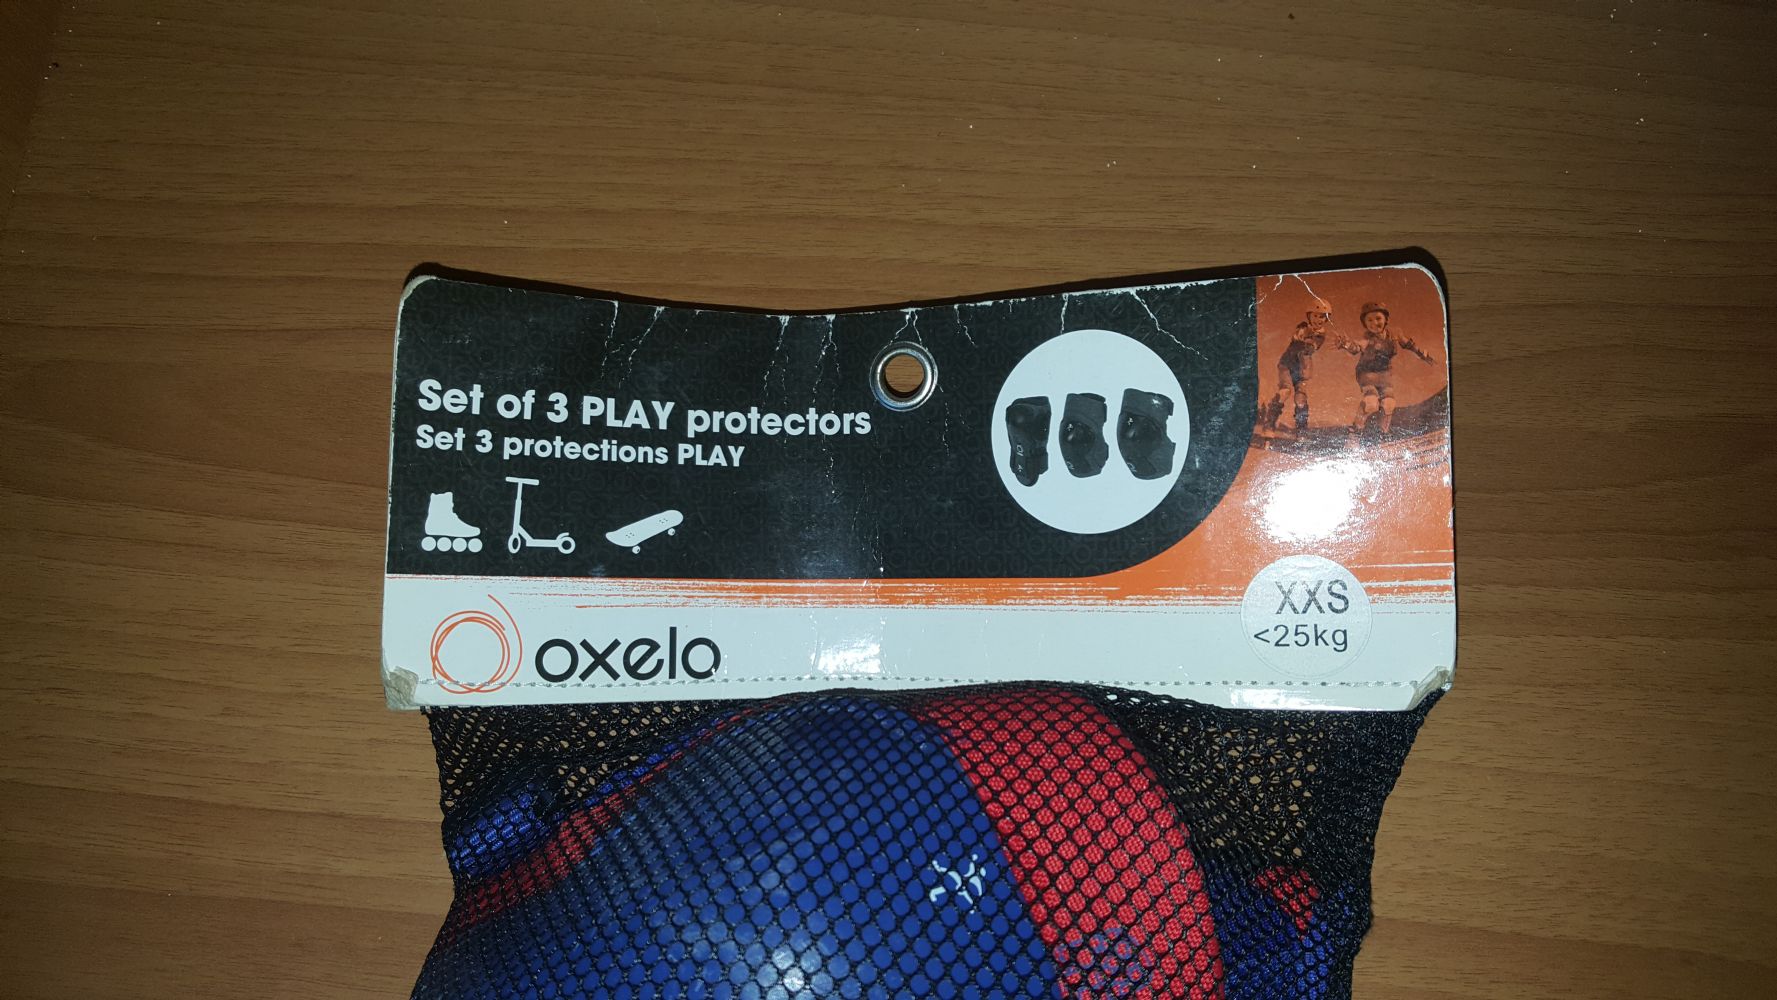 Set of 3 PLAY protectors
Set 3 protections PLAY
oxelo
XXS
<25kg